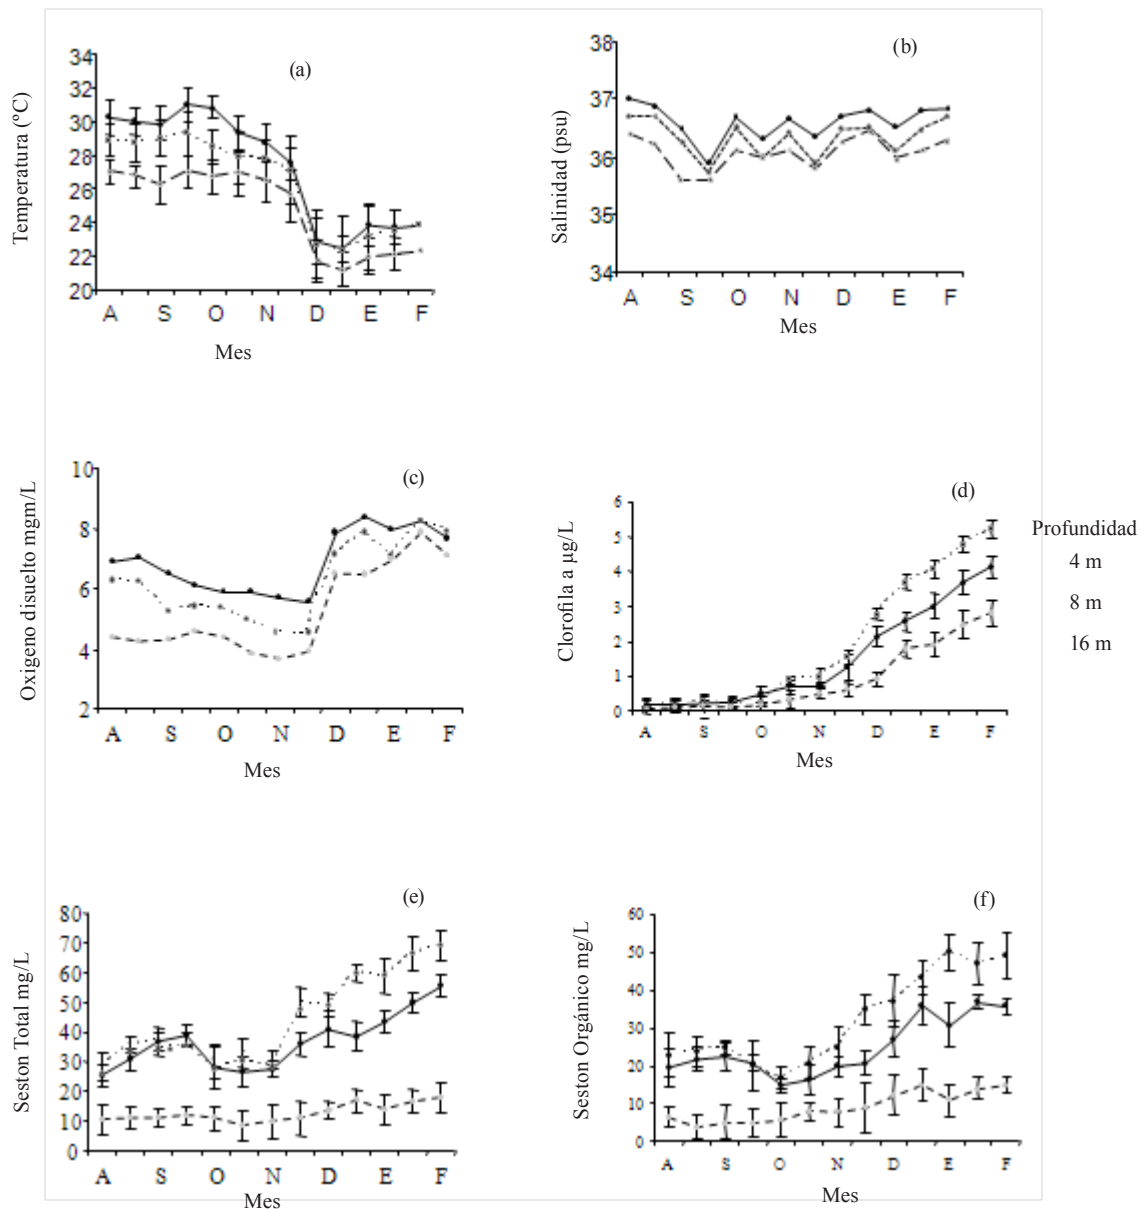 (a)
34
32
30
28
26
24
22
20
Temperatura (ºC)
A S O N D E F
Mes
(b)
38
37
36
35
34
Salinidad (psu)
A S O N D E F
Mes
(c)
10
8
6
4
2
Oxigeno disuelto mgm/L
A S O N D E F
Mes
(d)
6
5
4
3
2
1
0
Clorofila a µg/L
A S O N D E F
Mes
Profundidad
4 m
8 m
16 m
(e)
80
70
60
50
40
30
20
10
0
Seston Total mg/L
A S O N D E F
Mes
(f)
60
50
40
30
20
10
0
Seston Orgánico mg/L
A S O N D E F
Mes